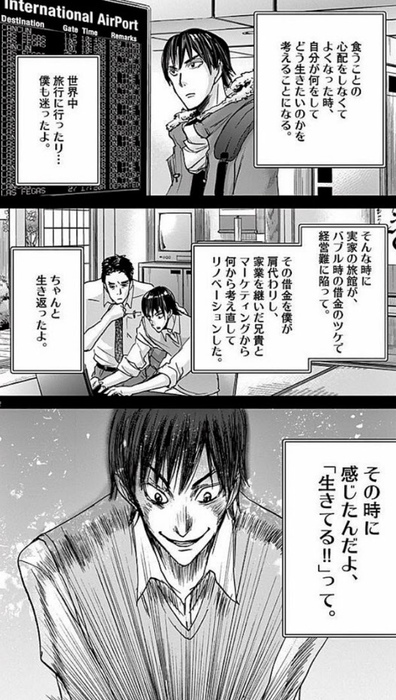 International AirPort
Destination Gate Time Remarks
食うことの
心配をしなくて
よくなった時、
自分が何をして
どう生きたいのかを
考えることになる。
世界中
旅行に行ったり…
僕も迷ったよ。
そんな時に
実家の旅館が、
バブル時の借金のツケで
経営難に陥って。
その借金を僕が
肩代わりし、
家業を継いだ兄貴と
マーケティングから
何から考え直して
リノベーションした。
ちゃんと
生き返ったよ。
その時に
感じたんだよ、
「生きてる!!」って。